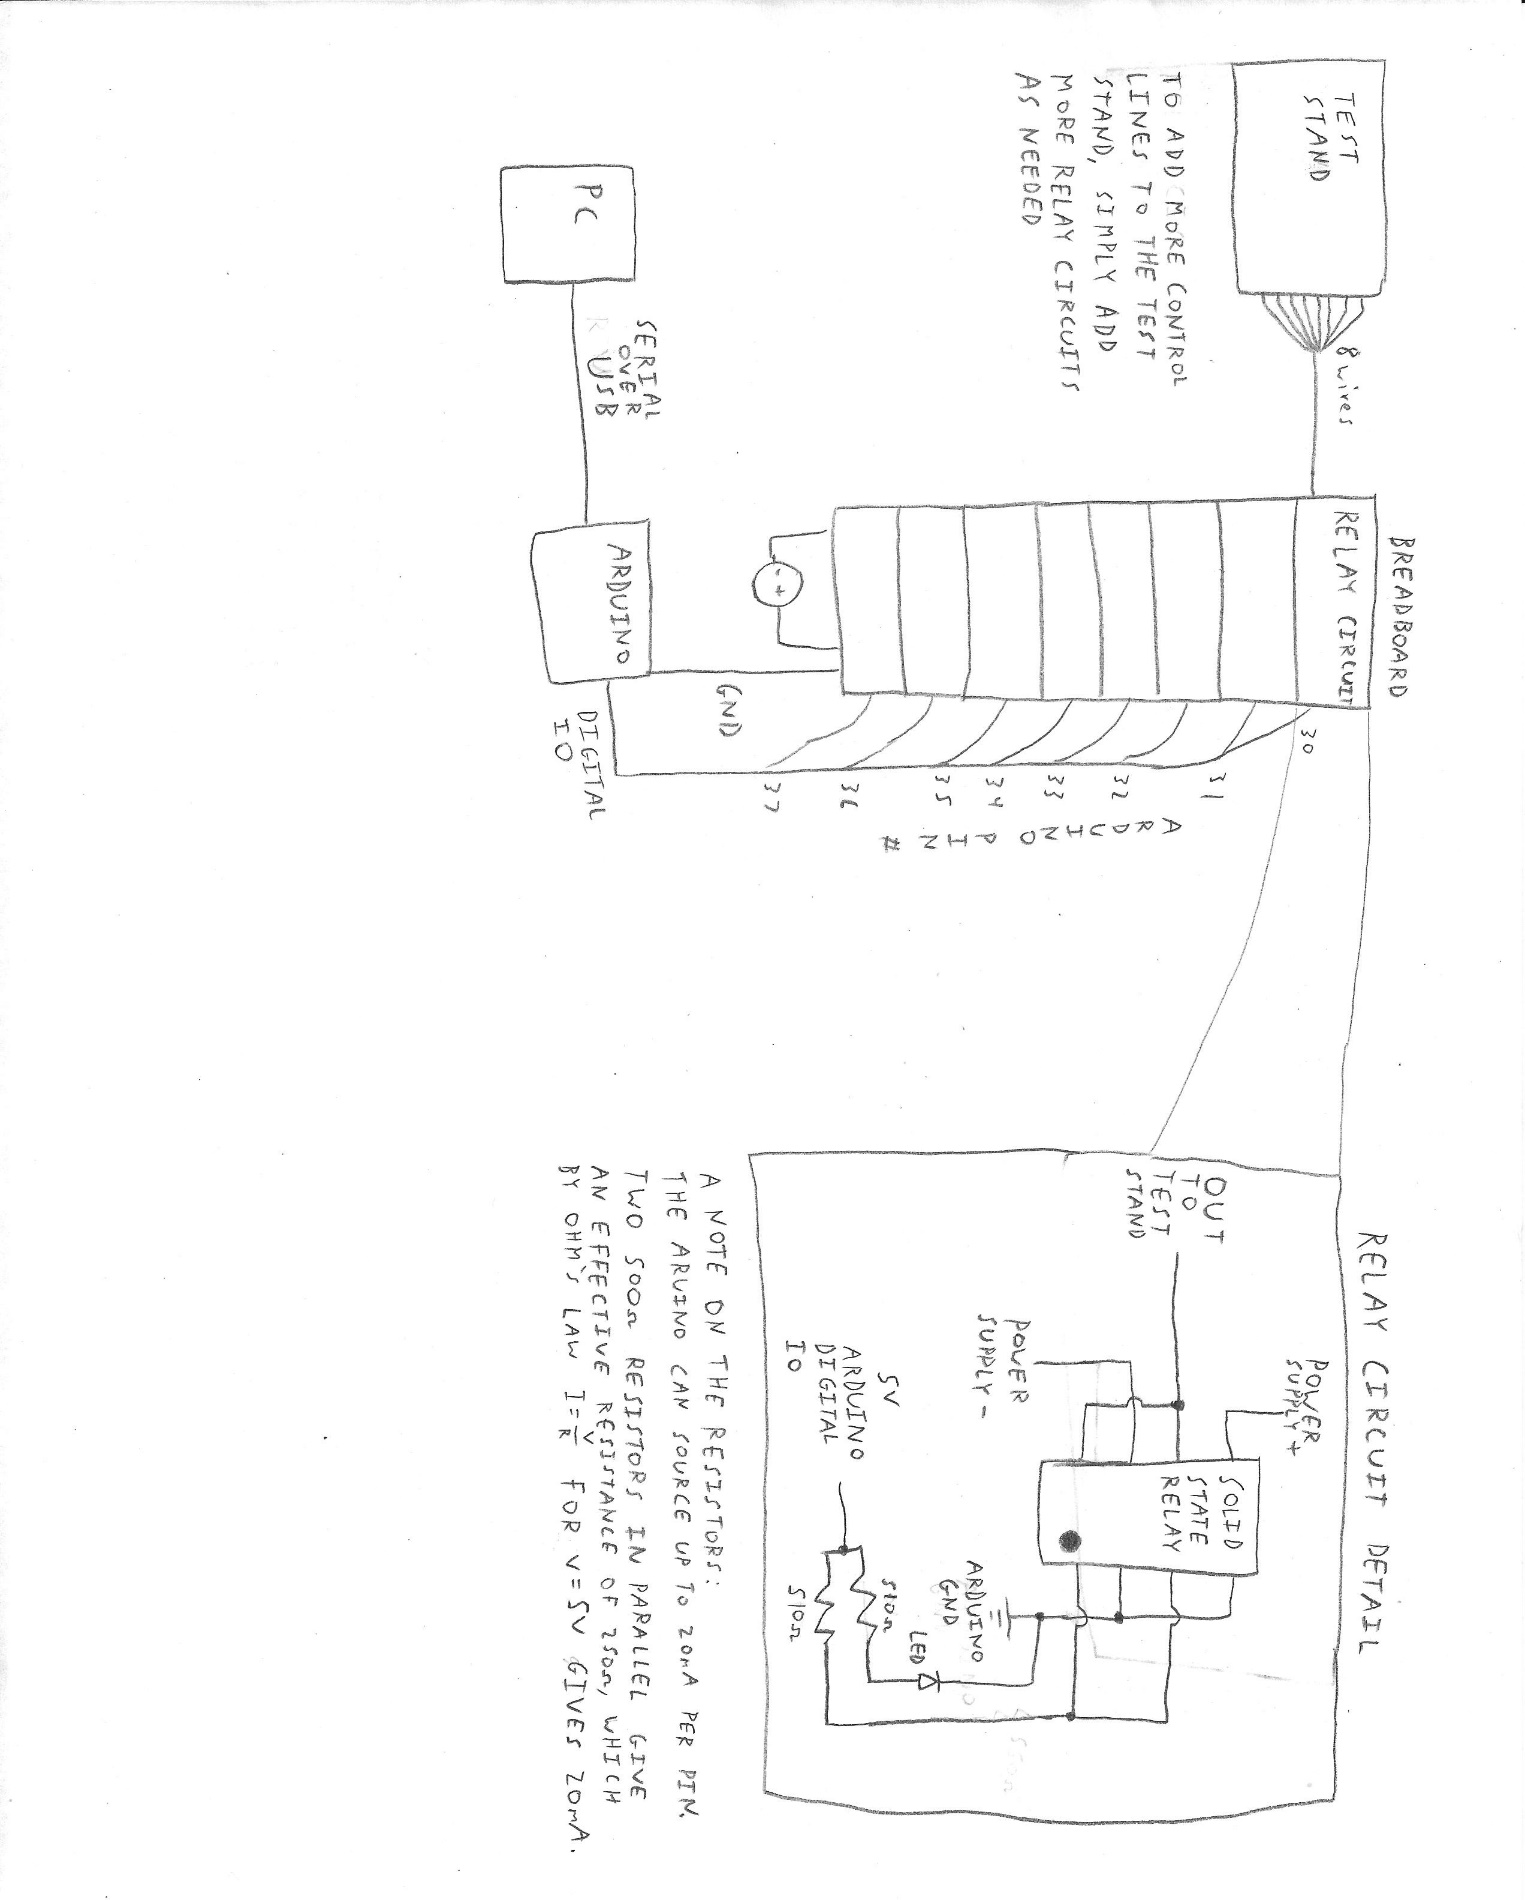 TEST
STAND
8 wires
TO ADD MORE CONTROL
LINES TO THE TEST
STAND, SIMPLY ADD
MORE RELAY CIRCUITS
AS NEEDED
PC
SERIAL
OVER
USB
BREADBOARD
RELAY CIRCUIT
- +
ARDUINO
GND
DIGITAL
IO
30
31
32
33
34
35
36
37
ARDUINO PIN #
RELAY CIRCUIT DETAIL
OUT
TO
TEST
STAND
POWER
SUPPLY+
POWER
SUPPLY-
SOLID
STATE
RELAY
5V
ARDUINO
DIGITAL
IO
ARDUINO
GND
510Ω
LED
510Ω
A NOTE ON THE RESISTORS:
THE ARUINO CAN SOURCE UP TO 20mA PER PIN.
TWO 500Ω RESISTORS IN PARALLEL GIVE
AN EFFECTIVE RESISTANCE OF 250Ω, WHICH
BY OHM'S LAW I=V/R FOR V=5V GIVES 20mA.